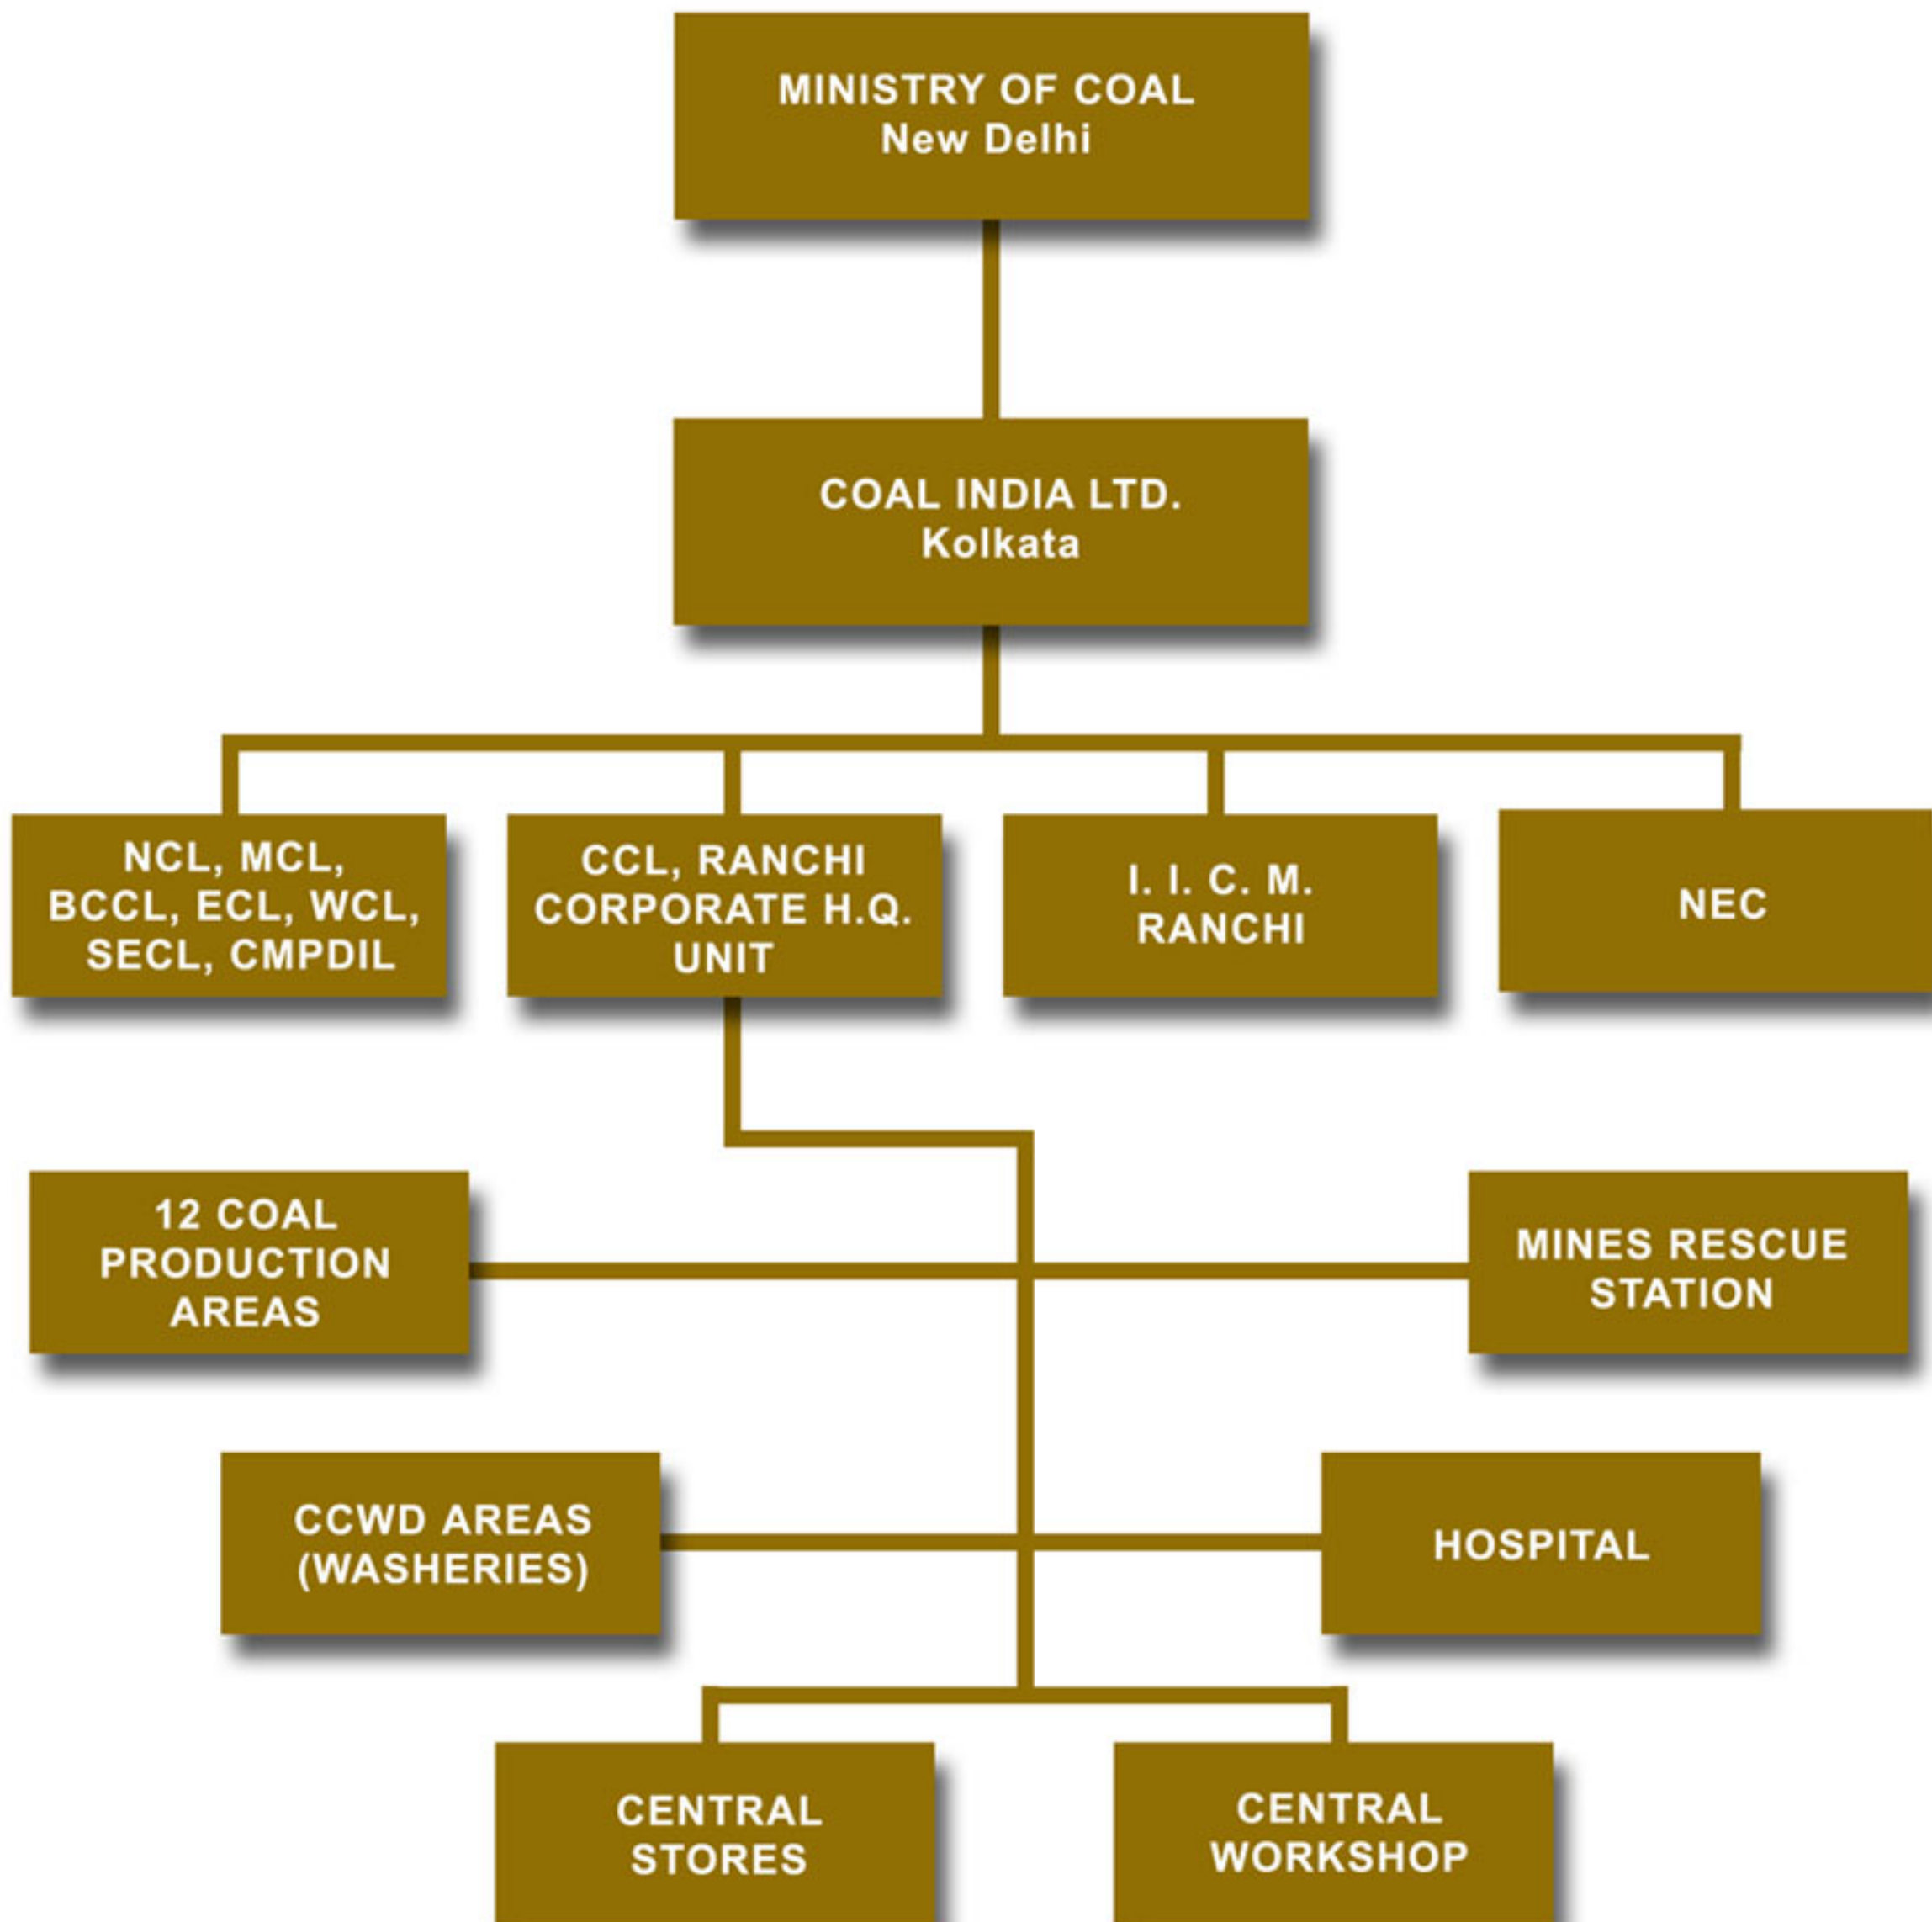 MINISTRY OF COAL
New Delhi
COAL INDIA LTD.
Kolkata
NCL, MCL,
BCCL, ECL, WCL,
SECL, CMPDIL
CCL, RANCHI
CORPORATE H.Q.
UNIT
I. I. C. M.
RANCHI
NEC
12 COAL
PRODUCTION
AREAS
MINES RESCUE
STATION
CCWD AREAS
(WASHERIES)
HOSPITAL
CENTRAL
STORES
CENTRAL
WORKSHOP